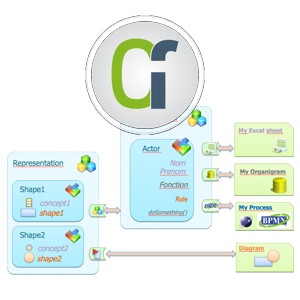 Actor
My Excel sheet
Nom
Prenom
Fonction
Role
doSomething()
My Organigram
My Process
BPMN
Representation
Shape1
concept1
shape1
Shape2
concept2
shape2
Diagram